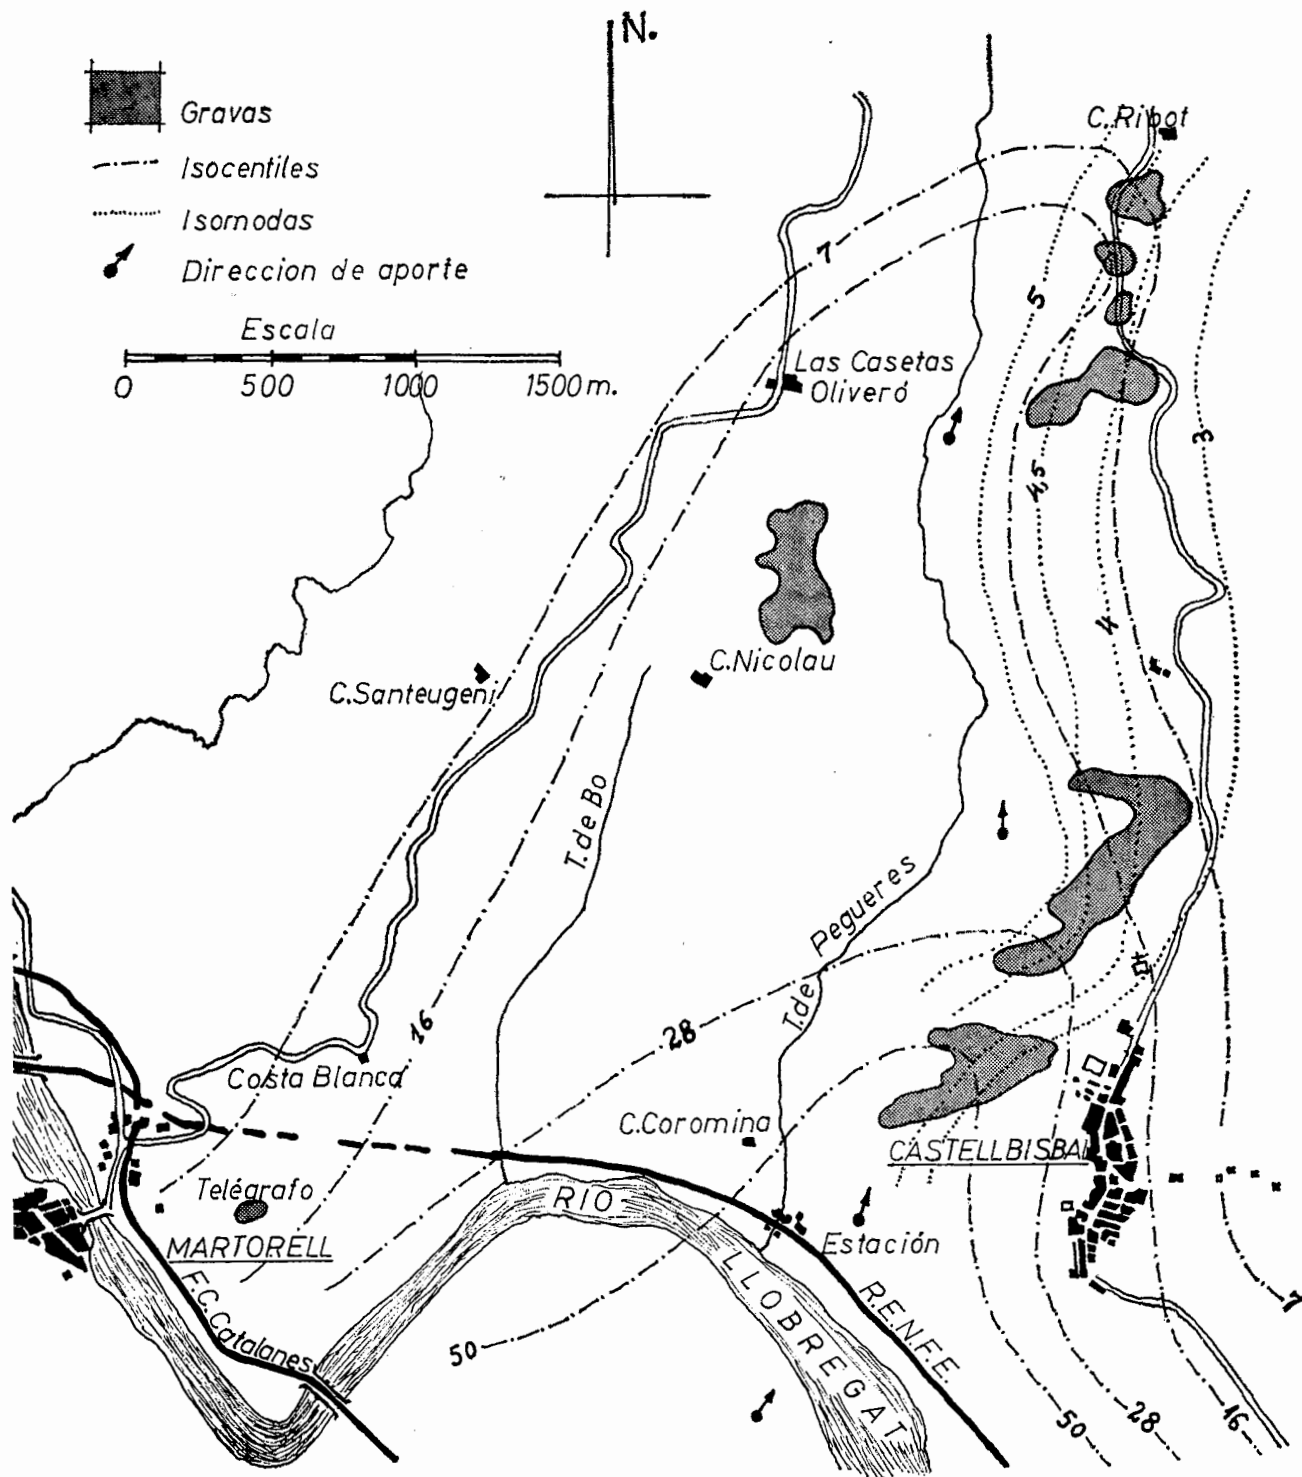 N.
Gravas
Isocentiles
Isomodas
Direccion de aporte
Escala
0 500 1000 1500 m.
C. Ribot
7
5
Las Casetas
Oliveró
3
4,5
4
C.Nicolau
C.Santeugeni
T. de Bo
T. de Pegueres
16
28
Costa Blanca
C.Coromina
CASTELLBISBAL
Telégrafo
RIO
MARTORELL
Estación
LLOBREGAT
F.C. Catalanes
R.E.N.F.E.
7
50
50
28
16